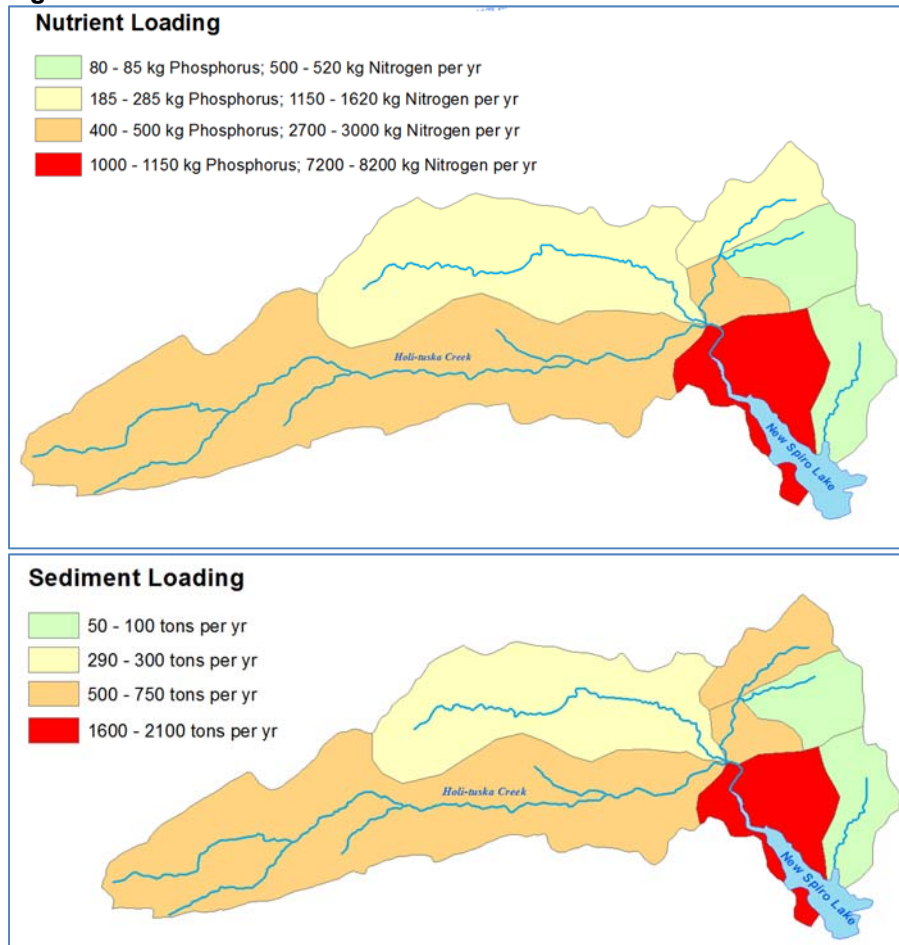 Nutrient Loading
80 - 85 kg Phosphorus; 500 - 520 kg Nitrogen per yr
185 - 285 kg Phosphorus; 1150 - 1620 kg Nitrogen per yr
400 - 500 kg Phosphorus; 2700 - 3000 kg Nitrogen per yr
1000 - 1150 kg Phosphorus; 7200 - 8200 kg Nitrogen per yr
Holi-tuska Creek
New Spiro Lake
Sediment Loading
50 - 100 tons per yr
290 - 300 tons per yr
500 - 750 tons per yr
1600 - 2100 tons per yr
Holi-tuska Creek
New Spiro Lake